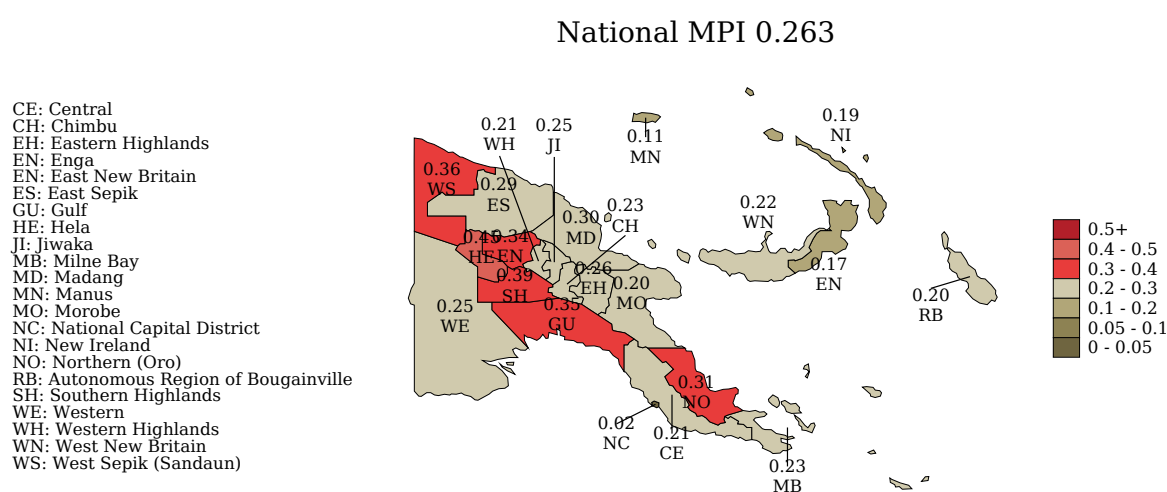 National MPI 0.263
CE: Central
CH: Chimbu
EH: Eastern Highlands
EN: Enga
EN: East New Britain
ES: East Sepik
GU: Gulf
HE: Hela
JI: Jiwaka
MB: Milne Bay
MD: Madang
MN: Manus
MO: Morobe
NC: National Capital District
NI: New Ireland
NO: Northern (Oro)
RB: Autonomous Region of Bougainville
SH: Southern Highlands
WE: Western
WH: Western Highlands
WN: West New Britain
WS: West Sepik (Sandaun)
0.21
WH
0.25
JI
0.11
MN
0.19
NI
0.36
WS
0.29
ES
0.30
MD
0.23
CH
0.22
WN
0.45
HE
0.34
EN
0.39
SH
0.26
EH
0.20
MO
0.17
EN
0.20
RB
0.25
WE
0.35
GU
0.31
NO
0.02
NC
0.21
CE
0.23
MB
0.5+
0.4 - 0.5
0.3 - 0.4
0.2 - 0.3
0.1 - 0.2
0.05 - 0.1
0 - 0.05